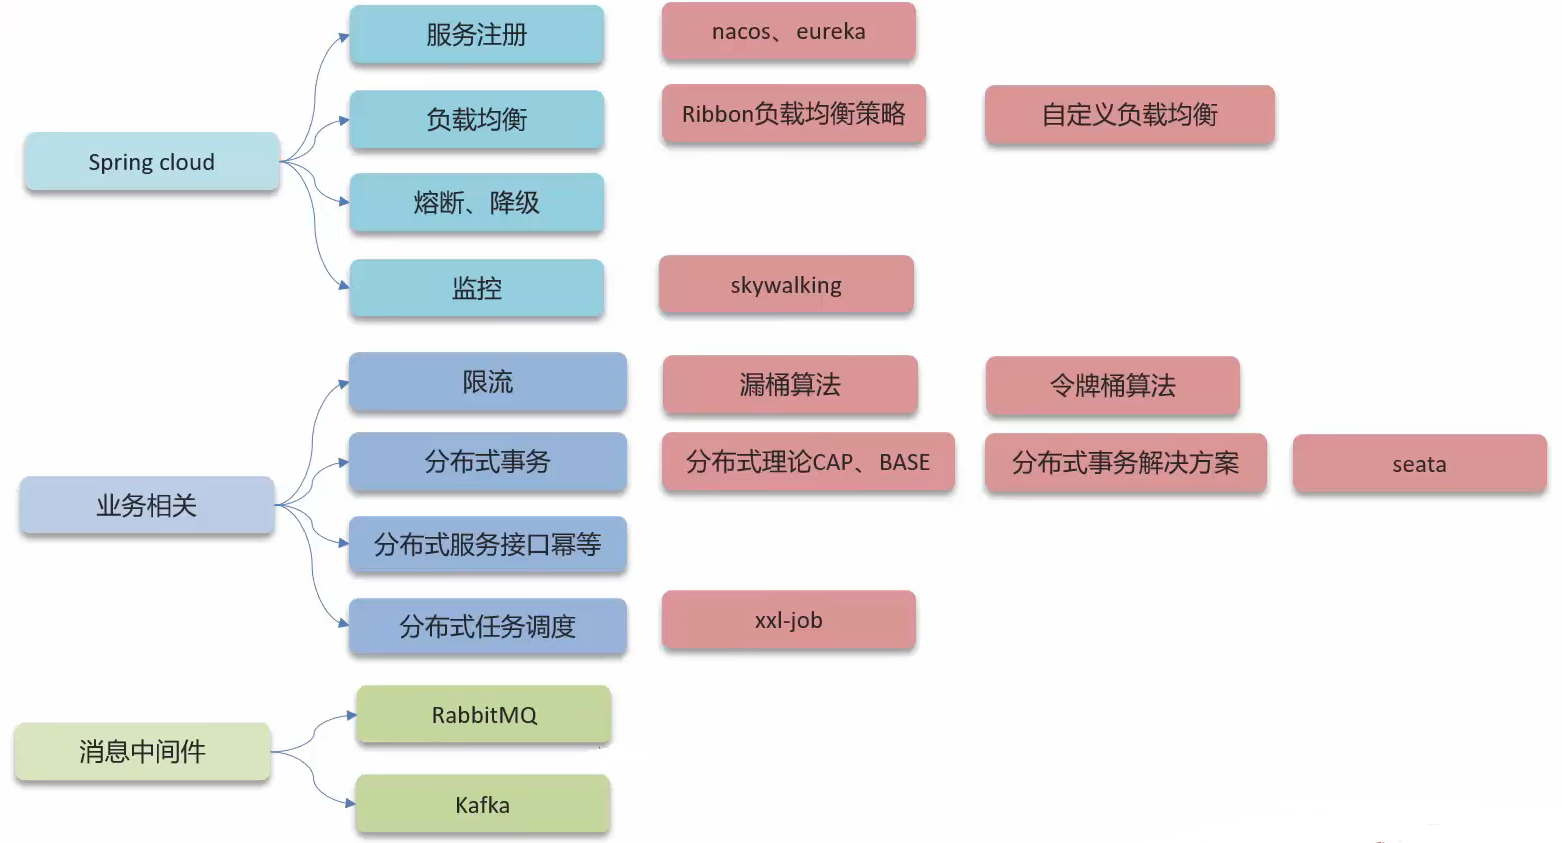 服务注册
nacos、eureka
负载均衡
Ribbon负载均衡策略
自定义负载均衡
Spring cloud
熔断、降级
监控
skywalking
限流
漏桶算法
令牌桶算法
分布式事务
分布式理论CAP、BASE
分布式事务解决方案
seata
业务相关
分布式服务接口幂等
分布式任务调度
xxl-job
RabbitMQ
消息中间件
Kafka